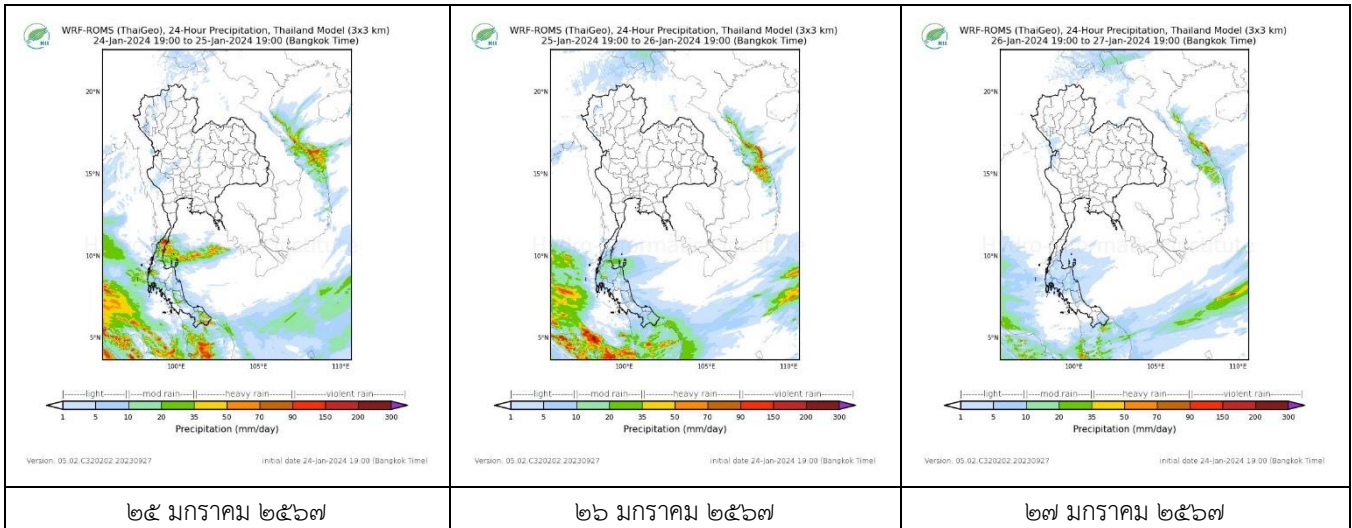 WRF-ROMS (ThaiGeo), 24-Hour Precipitation, Thailand Model (3x3 km)
24-Jan-2024 19:00 to 25-Jan-2024 19:00 (Bangkok Time)
HII
20°N
15°N
10°N
5°N
100°E 105°E 110°E
|------light------||---mod rain---||------heavy rain------||------violent rain------|
1 5 10 20 35 50 70 90 150 200 300
Precipitation (mm/day)
Version: 05.02.C320202.20230927 initial date 24-Jan-2024 19:00 (Bangkok Time)
๒๕ มกราคม ๒๕๖๗
WRF-ROMS (ThaiGeo), 24-Hour Precipitation, Thailand Model (3x3 km)
25-Jan-2024 19:00 to 26-Jan-2024 19:00 (Bangkok Time)
HII
20°N
15°N
10°N
5°N
100°E 105°E 110°E
|------light------||---mod rain---||------heavy rain------||------violent rain------|
1 5 10 20 35 50 70 90 150 200 300
Precipitation (mm/day)
Version: 05.02.C320202.20230927 initial date 24-Jan-2024 19:00 (Bangkok Time)
๒๖ มกราคม ๒๕๖๗
WRF-ROMS (ThaiGeo), 24-Hour Precipitation, Thailand Model (3x3 km)
26-Jan-2024 19:00 to 27-Jan-2024 19:00 (Bangkok Time)
HII
20°N
15°N
10°N
5°N
100°E 105°E 110°E
|------light------||---mod rain---||------heavy rain------||------violent rain------|
1 5 10 20 35 50 70 90 150 200 300
Precipitation (mm/day)
Version: 05.02.C320202.20230927 initial date 24-Jan-2024 19:00 (Bangkok Time)
๒๗ มกราคม ๒๕๖๗